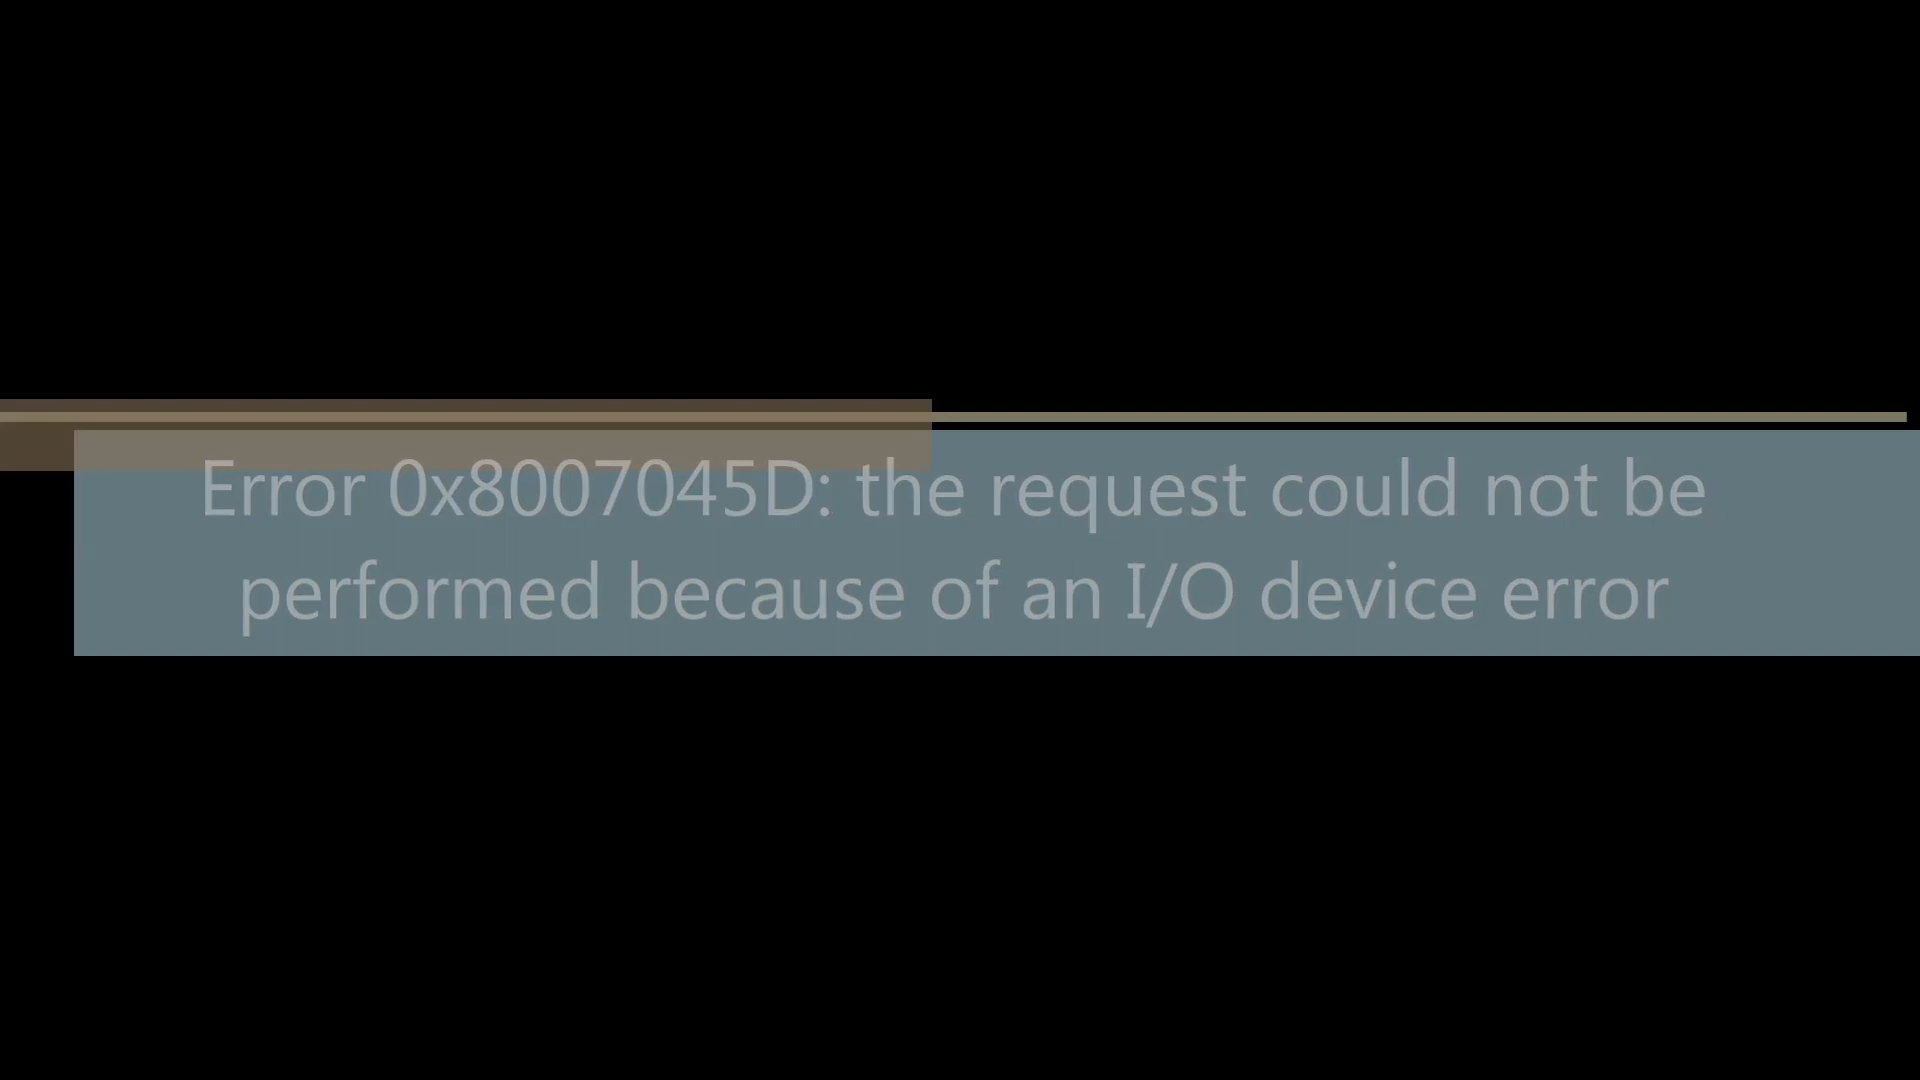 Error 0x8007045D: the request could not be
performed because of an I/O device error